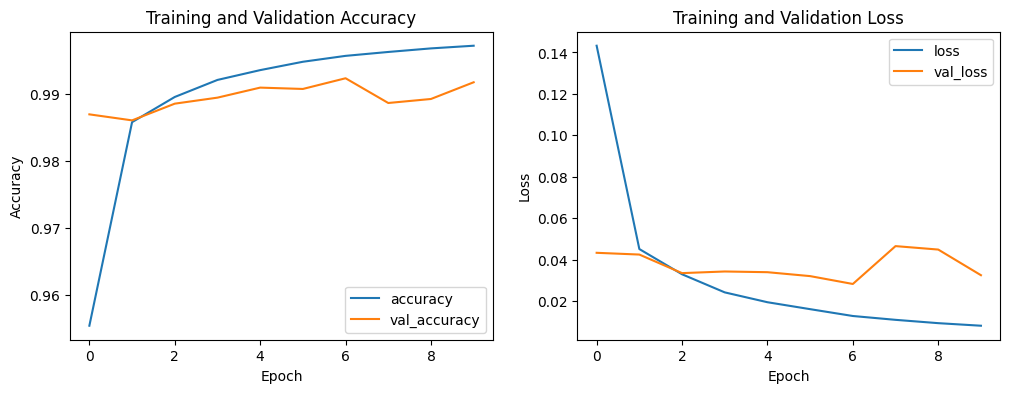 Training and Validation Accuracy
Accuracy
0.99
0.98
0.97
0.96
accuracy
val_accuracy
0 2 4 6 8
Epoch
Training and Validation Loss
Loss
0.14
0.12
0.10
0.08
0.06
0.04
0.02
loss
val_loss
0 2 4 6 8
Epoch